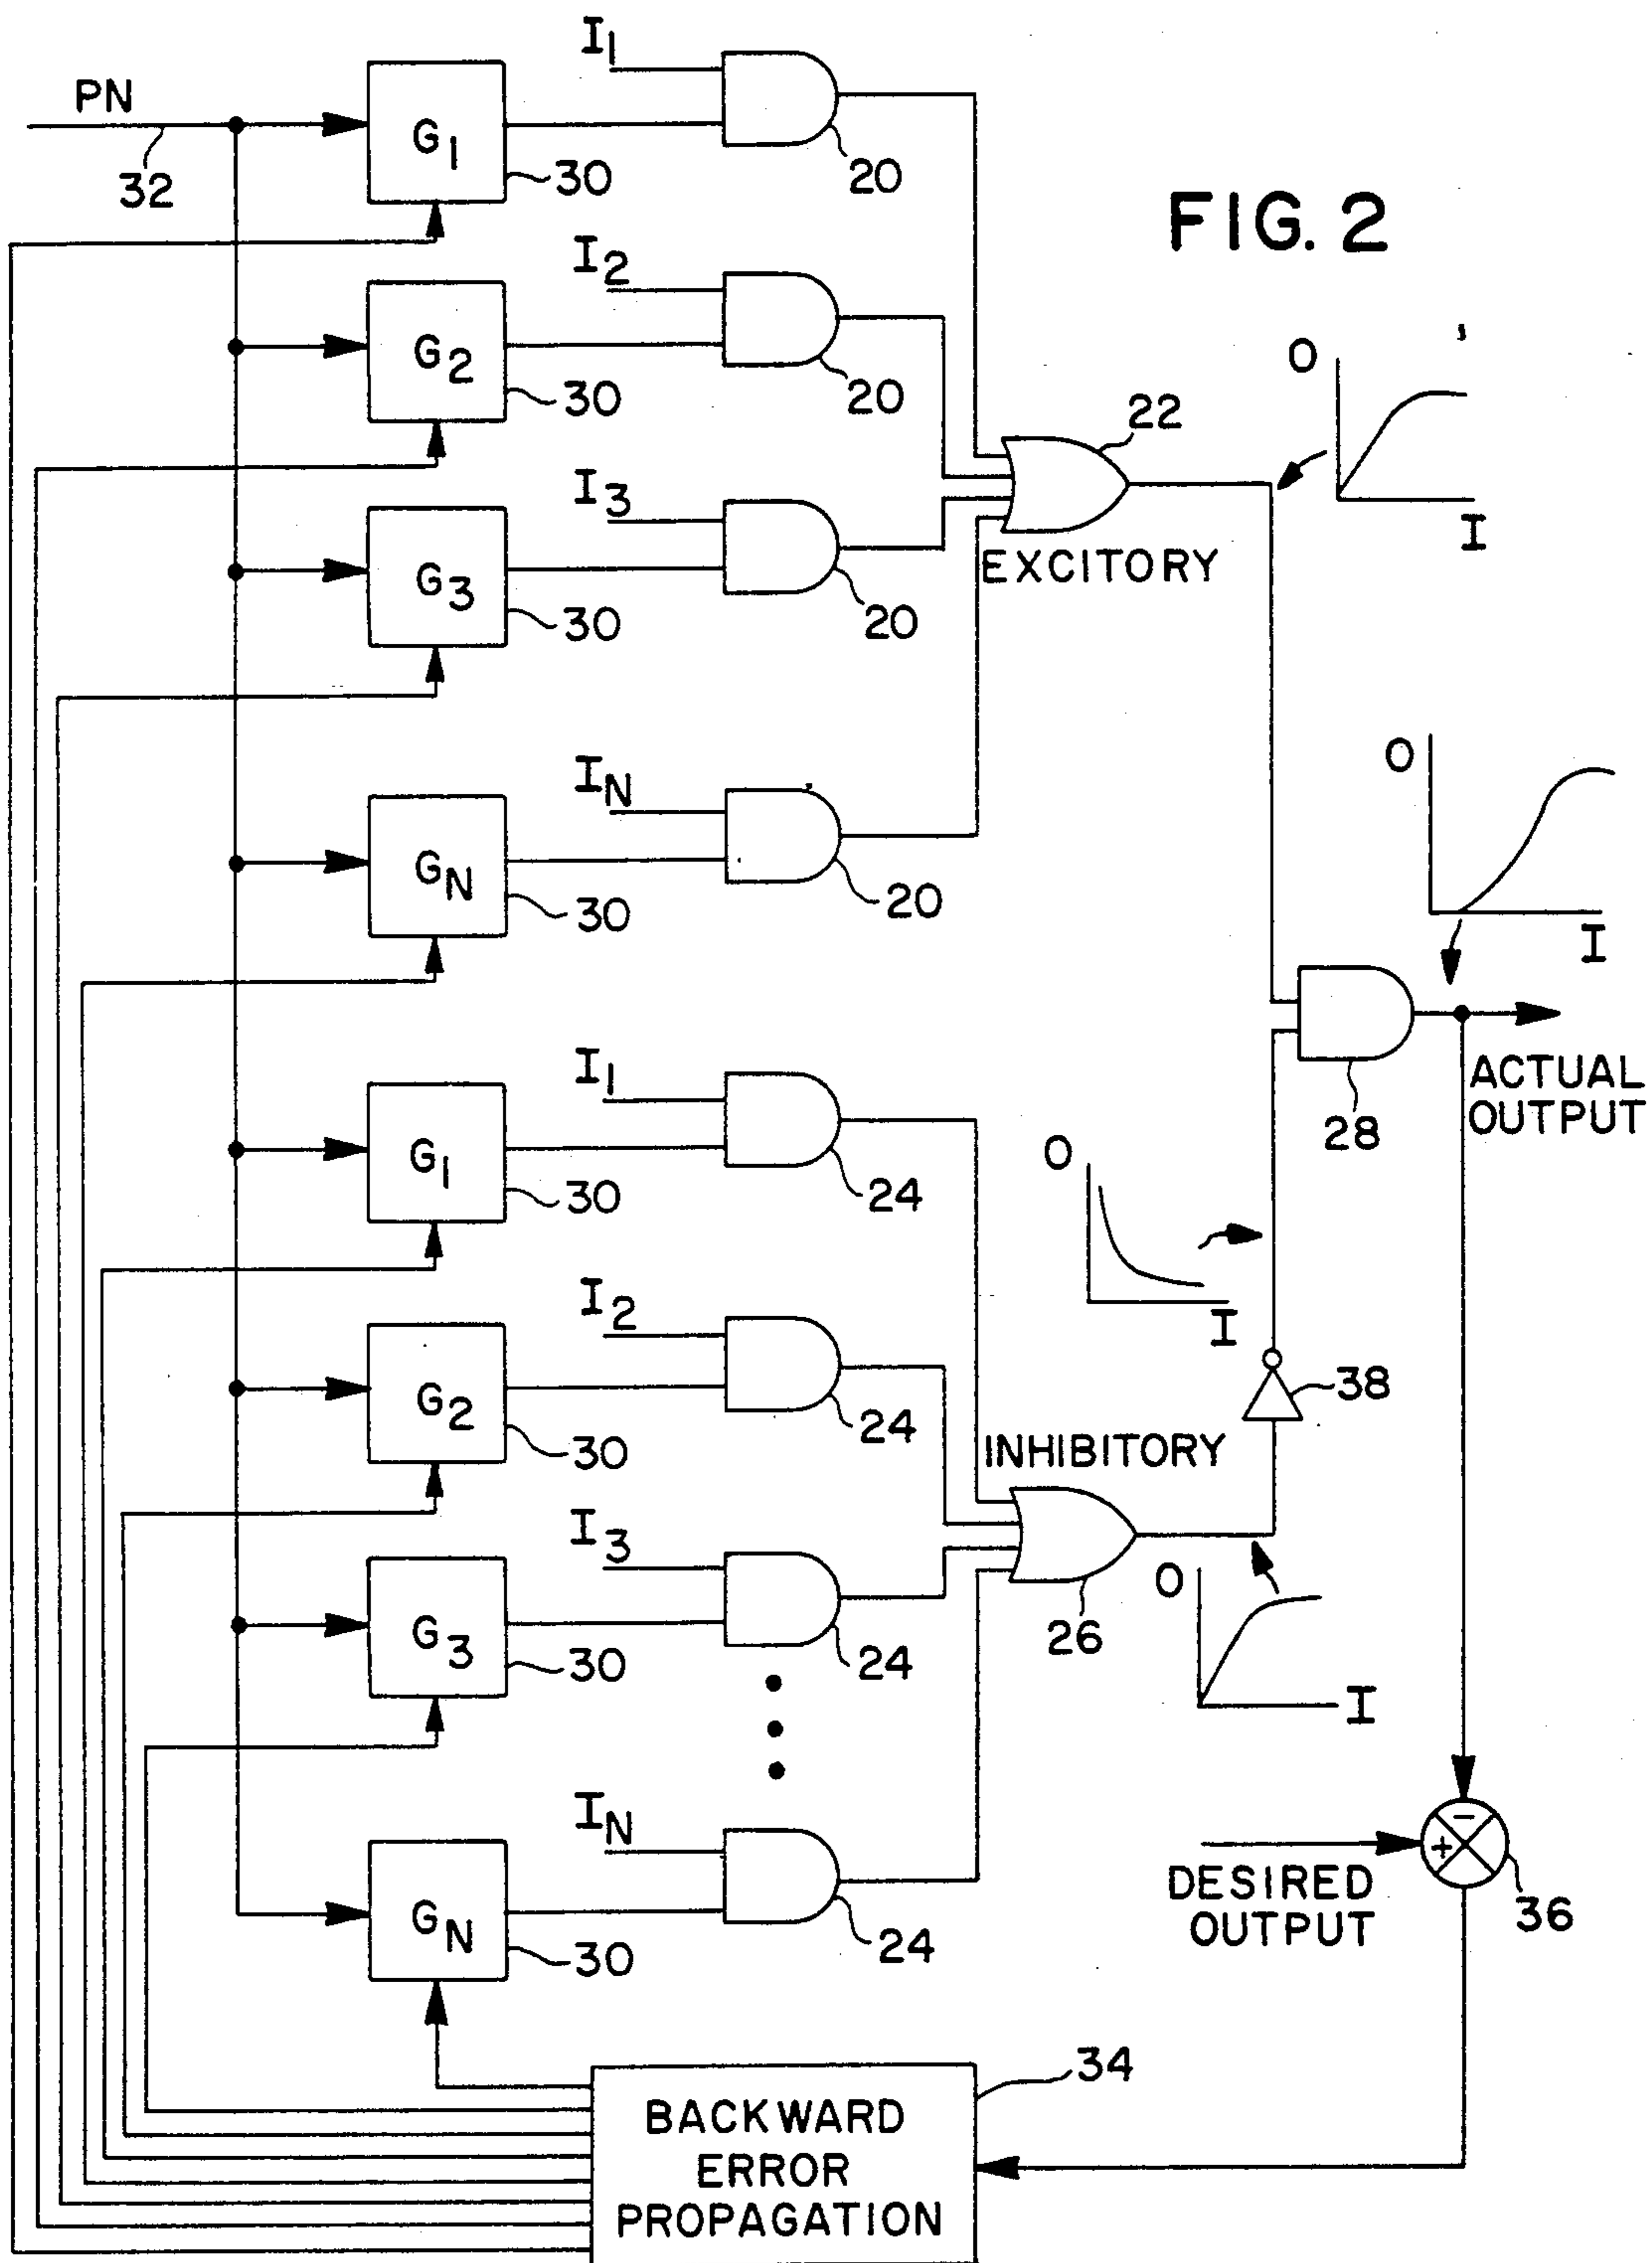 I1
PN
G1
30
20
32
FIG. 2
I2
G2
30
20
O
22
I
I3
G3
30
20
EXCITORY
IN
GN
30
20
O
I
I1
G1
30
24
28
ACTUAL
OUTPUT
O
I
I2
G2
30
24
38
INHIBITORY
I3
G3
30
24
26
O
I
IN
GN
30
24
−
+
DESIRED
OUTPUT
36
34
BACKWARD
ERROR
PROPAGATION